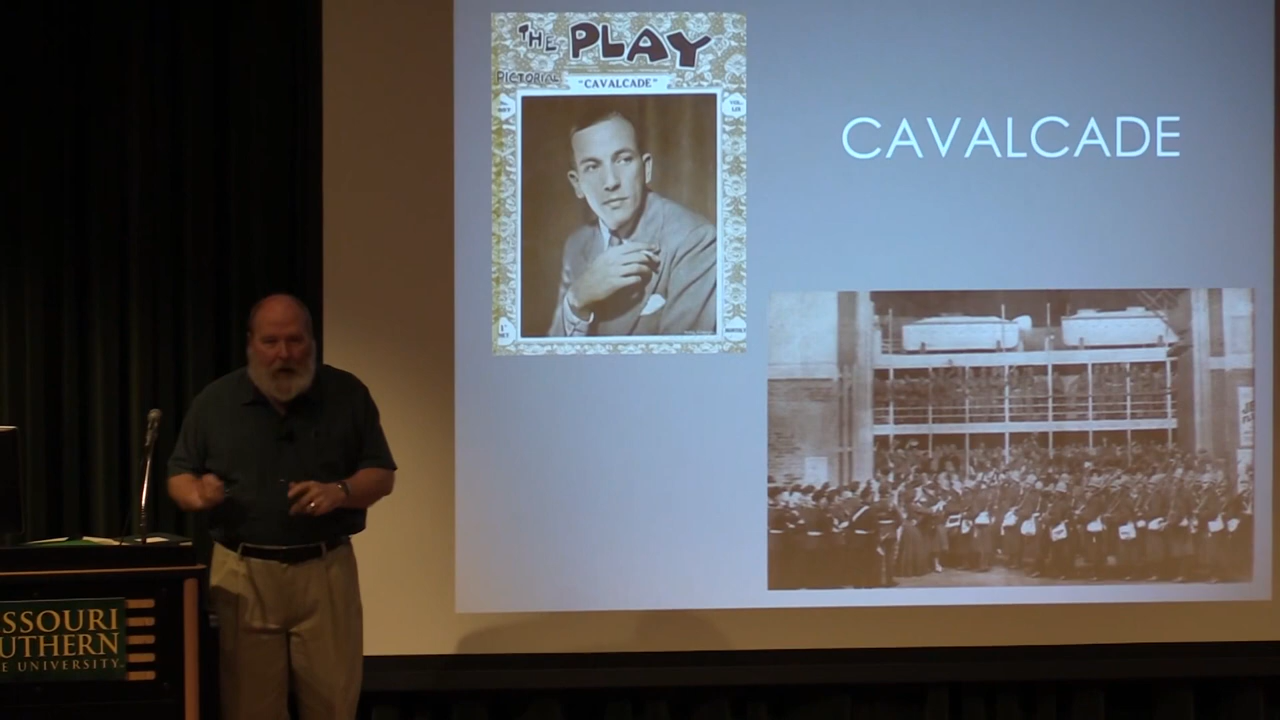 THE PLAY
PICTORIAL
"CAVALCADE"
CAVALCADE
SSOURI
UTHERN
E UNIVERSITY